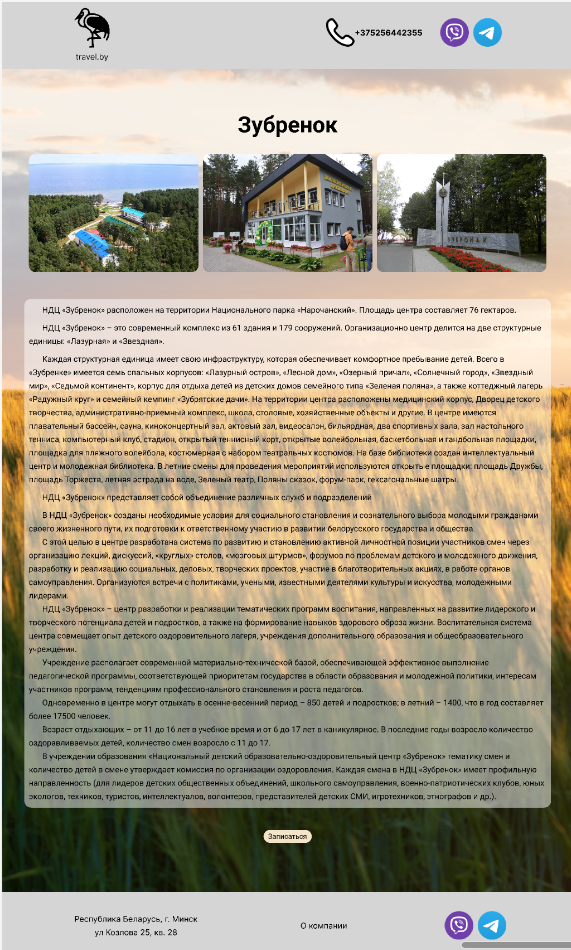 travel.by
+375256442355
Зубренок
ЗУБРЕНАК
НДЦ «Зубренок» расположен на территории Национального парка «Нарочанский». Площадь центра составляет 76 гектаров.
НДЦ «Зубренок» – это современный комплекс из 61 здания и 179 сооружений. Организационно центр делится на две структурные
единицы: «Лазурная» и «Звездная».
Каждая структурная единица имеет свою инфраструктуру, которая обеспечивает комфортное пребывание детей. Всего в
«Зубренке» имеется семь спальных корпусов: «Лазурный остров», «Лесной дом», «Озерный причал», «Солнечный город», «Звездный
мир», «Седьмой континент», корпус для отдыха детей из детских домов семейного типа «Зеленая поляна», а также коттеджный лагерь
«Радужный круг» и семейный кемпинг «Зубрятские дачи». На территории центра расположены медицинский корпус, Дворец детского
творчества, административно-приемный комплекс, школа, столовые, хозяйственные объекты и другие. В центре имеются
плавательный бассейн, сауна, киноконцертный зал, актовый зал, видеосалон, бильярдная, два спортивных зала, зал настольного
тенниса, компьютерный клуб, стадион, открытый теннисный корт, открытые волейбольная, баскетбольная и гандбольная площадки,
площадка для пляжного волейбола, костюмерная с набором театральных костюмов. На базе библиотеки создан интеллектуальный
центр и молодежная библиотека. В летние смены для проведения мероприятий используются открытые площадки: площадь Дружбы,
площадь Торжеств, летняя эстрада на воде, Зеленый театр, Поляны сказок, форум-парк, гексагональные шатры.
НДЦ «Зубренок» представляет собой объединение различных служб и подразделений
В НДЦ «Зубренок» созданы необходимые условия для социального становления и сознательного выбора молодыми гражданами
своего жизненного пути, их подготовки к ответственному участию в развитии белорусского государства и общества.
С этой целью в центре разработана система по развитию и становлению активной личностной позиции участников смен через
организацию лекций, дискуссий, «круглых» столов, «мозговых штурмов», форумов по проблемам детского и молодежного движения,
разработку и реализацию социальных, деловых, творческих проектов, участие в благотворительных акциях, в работе органов
самоуправления. Организуются встречи с политиками, учеными, известными деятелями культуры и искусства, молодежными
лидерами.
НДЦ «Зубренок» – центр разработки и реализации тематических программ воспитания, направленных на развитие лидерского и
творческого потенциала детей и подростков, а также на формирование навыков здорового образа жизни. Воспитательная система
центра совмещает опыт детского оздоровительного лагеря, учреждения дополнительного образования и общеобразовательного
учреждения.
Учреждение располагает современной материально-технической базой, обеспечивающей эффективное выполнение
педагогической программы, соответствующей приоритетам государства в области образования и молодежной политики, интересам
участников программ, тенденциям профессионального становления и роста педагогов.
Одновременно в центре могут отдыхать в осенне-весенний период – 850 детей и подростков; в летний – 1400, что в год составляет
более 17500 человек.
Возраст отдыхающих – от 11 до 16 лет в учебное время и от 6 до 17 лет в каникулярное. В последние годы возросло количество
оздоравливаемых детей, количество смен возросло с 11 до 17.
В учреждении образования «Национальный детский образовательно-оздоровительный центр «Зубренок» тематику смен и
количество детей в смене утверждает комиссия по организации оздоровления. Каждая смена в НДЦ «Зубренок» имеет профильную
направленность (для лидеров детских общественных объединений, школьного самоуправления, военно-патриотических клубов, юных
экологов, техников, туристов, интеллектуалов, волонтеров, представителей детских СМИ, игротехников, этнографов и др.).
Записаться
Республика Беларусь, г. Минск
ул Козлова 25, кв. 28
О компании